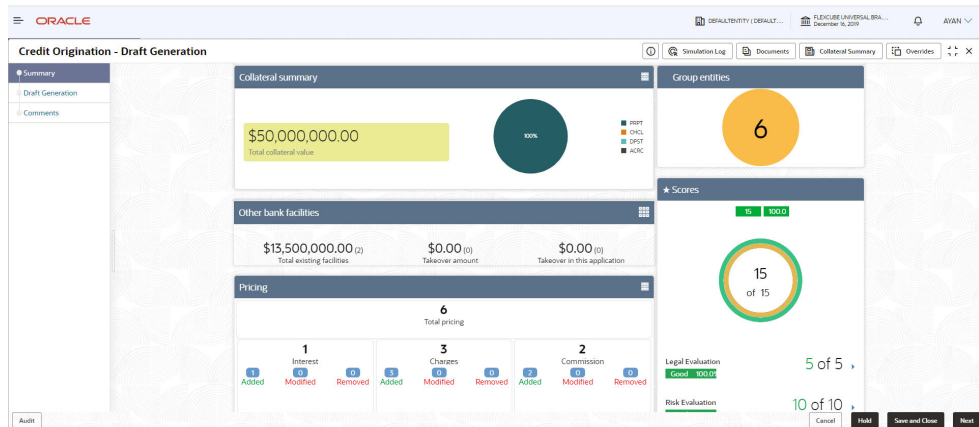 ORACLE
DEFAULTENTITY ( DEFAULT....
FLEXCUBE UNIVERSAL BRA...
December 16, 2019
AYAN
Credit Origination - Draft Generation
Simulation Log
Documents
Collateral Summary
Overrides
Summary
Draft Generation
Comments
Collateral summary
$50,000,000.00
Total collateral value
100%
PRPT
CHCL
DPST
ACRC
Group entities
6
Other bank facilities
$13,500,000.00 (2)
Total existing facilities
$0.00 (0)
Takeover amount
$0.00 (0)
Takeover in this application
Pricing
6
Total pricing
1
Interest
1 0 0
Added Modified Removed
3
Charges
3 0 0
Added Modified Removed
2
Commission
2 0 0
Added Modified Removed
★ Scores
15 100.0
15
of 15
Legal Evaluation
Good 100.0%
5 of 5
Risk Evaluation
10 of 10
Audit
Cancel
Hold
Save and Close
Next